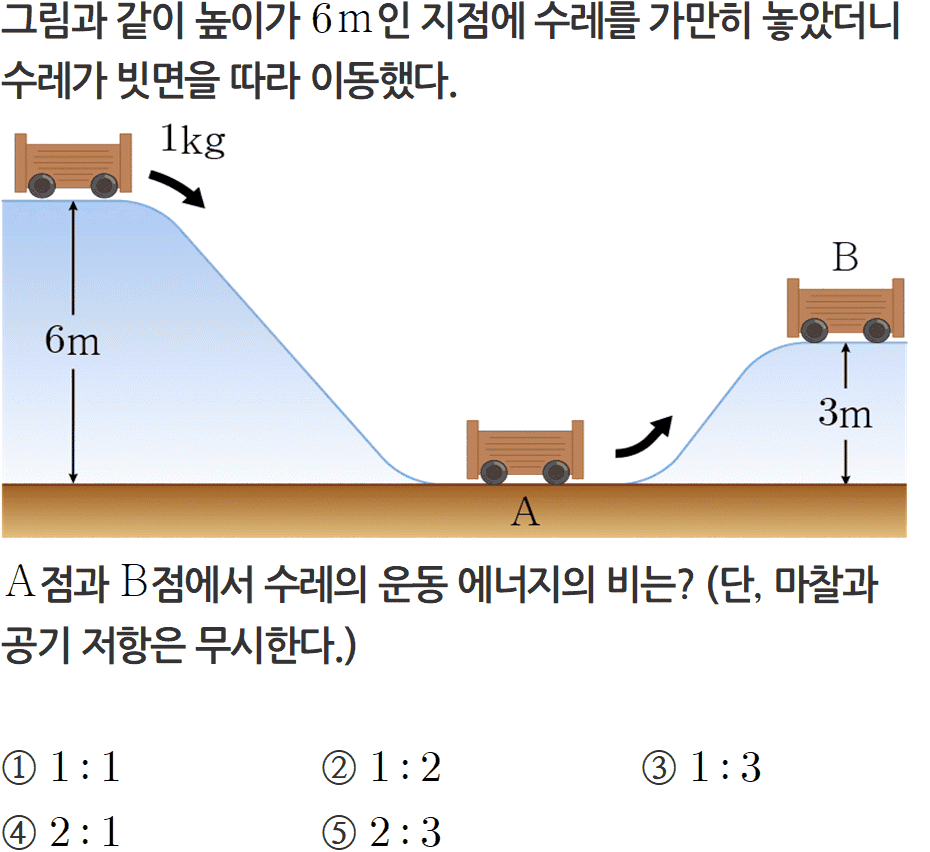 그림과 같이 높이가 6m인 지점에 수레를 가만히 놓았더니
수레가 빗면을 따라 이동했다.
1kg
B
6m
3m
A
A점과 B점에서 수레의 운동 에너지의 비는? (단, 마찰과
공기 저항은 무시한다.)
① 1 : 1 ② 1 : 2 ③ 1 : 3
④ 2 : 1 ⑤ 2 : 3